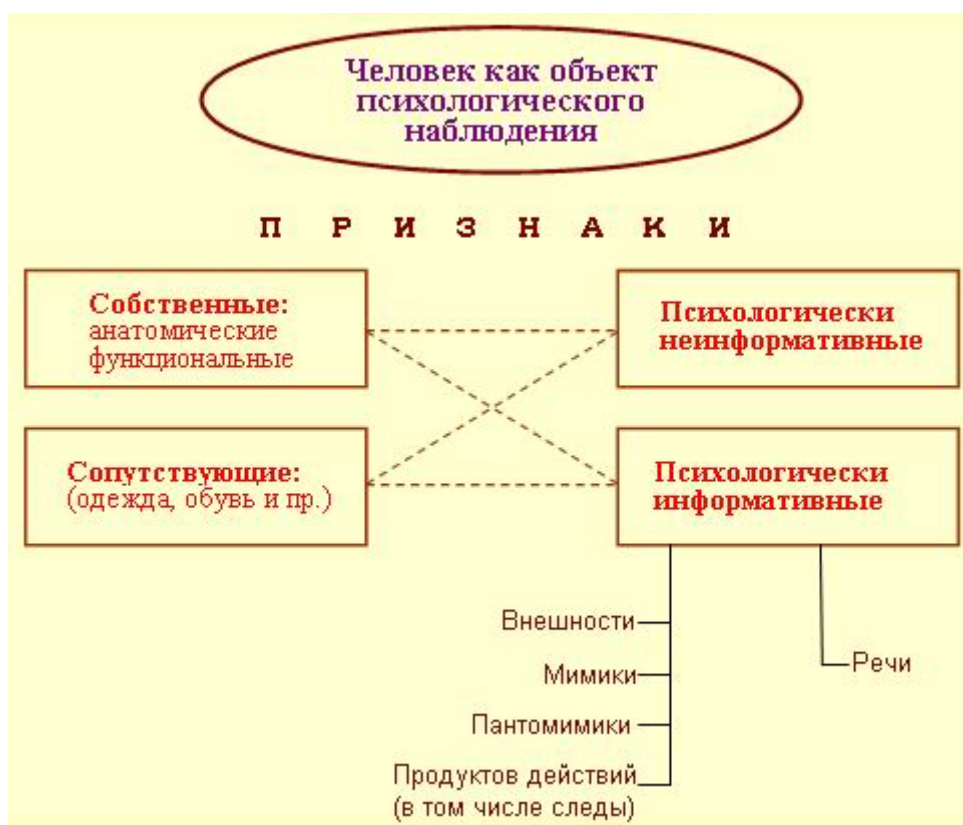 Человек как объект
психологического
наблюдения
П Р И З Н А К И
Собственные:
анатомические
функциональные
Психологически
неинформативные
Сопутствующие:
(одежда, обувь и пр.)
Психологически
информативные
Внешности
Мимики
Пантомимики
Продуктов действий
(в том числе следы)
Речи